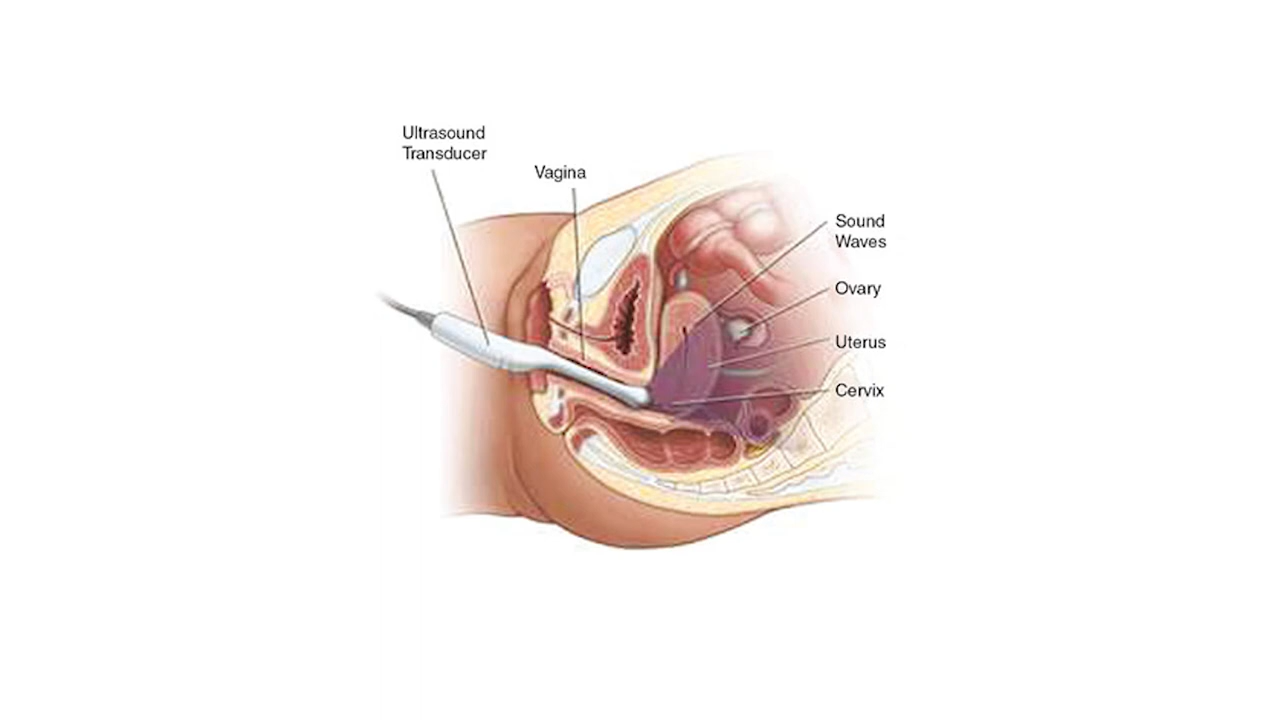 Ultrasound
Transducer
Vagina
Sound
Waves
Ovary
Uterus
Cervix